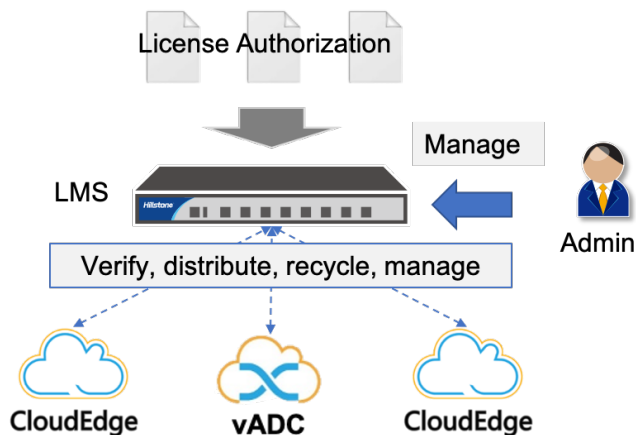 License Authorization
Manage
LMS
Hillstone
Admin
Verify, distribute, recycle, manage
CloudEdge
vADC
CloudEdge